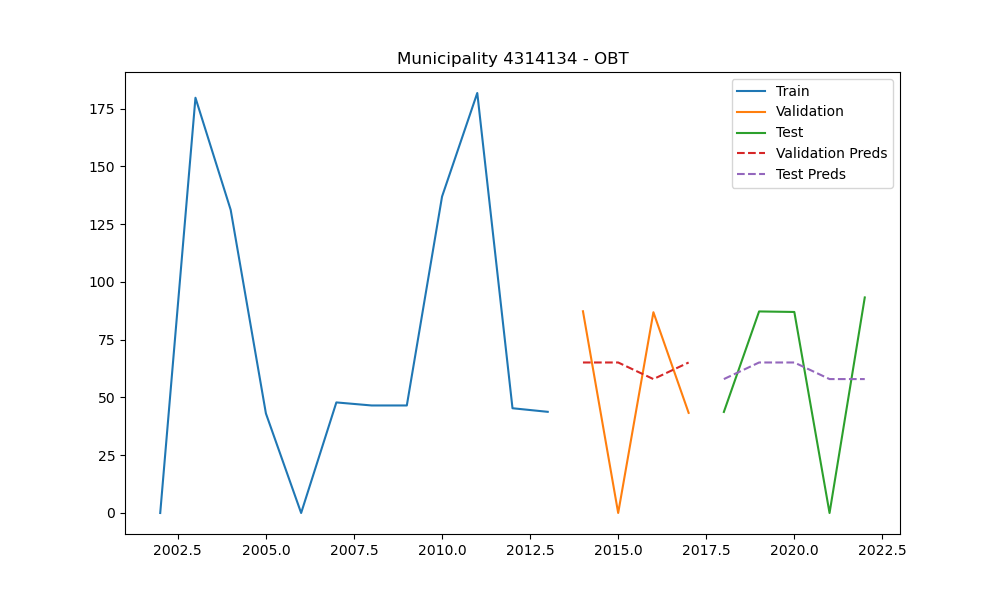 Municipality 4314134 - OBT
Train
Validation
Test
Validation Preds
Test Preds
175
150
125
100
75
50
25
0
2002.5 2005.0 2007.5 2010.0 2012.5 2015.0 2017.5 2020.0 2022.5